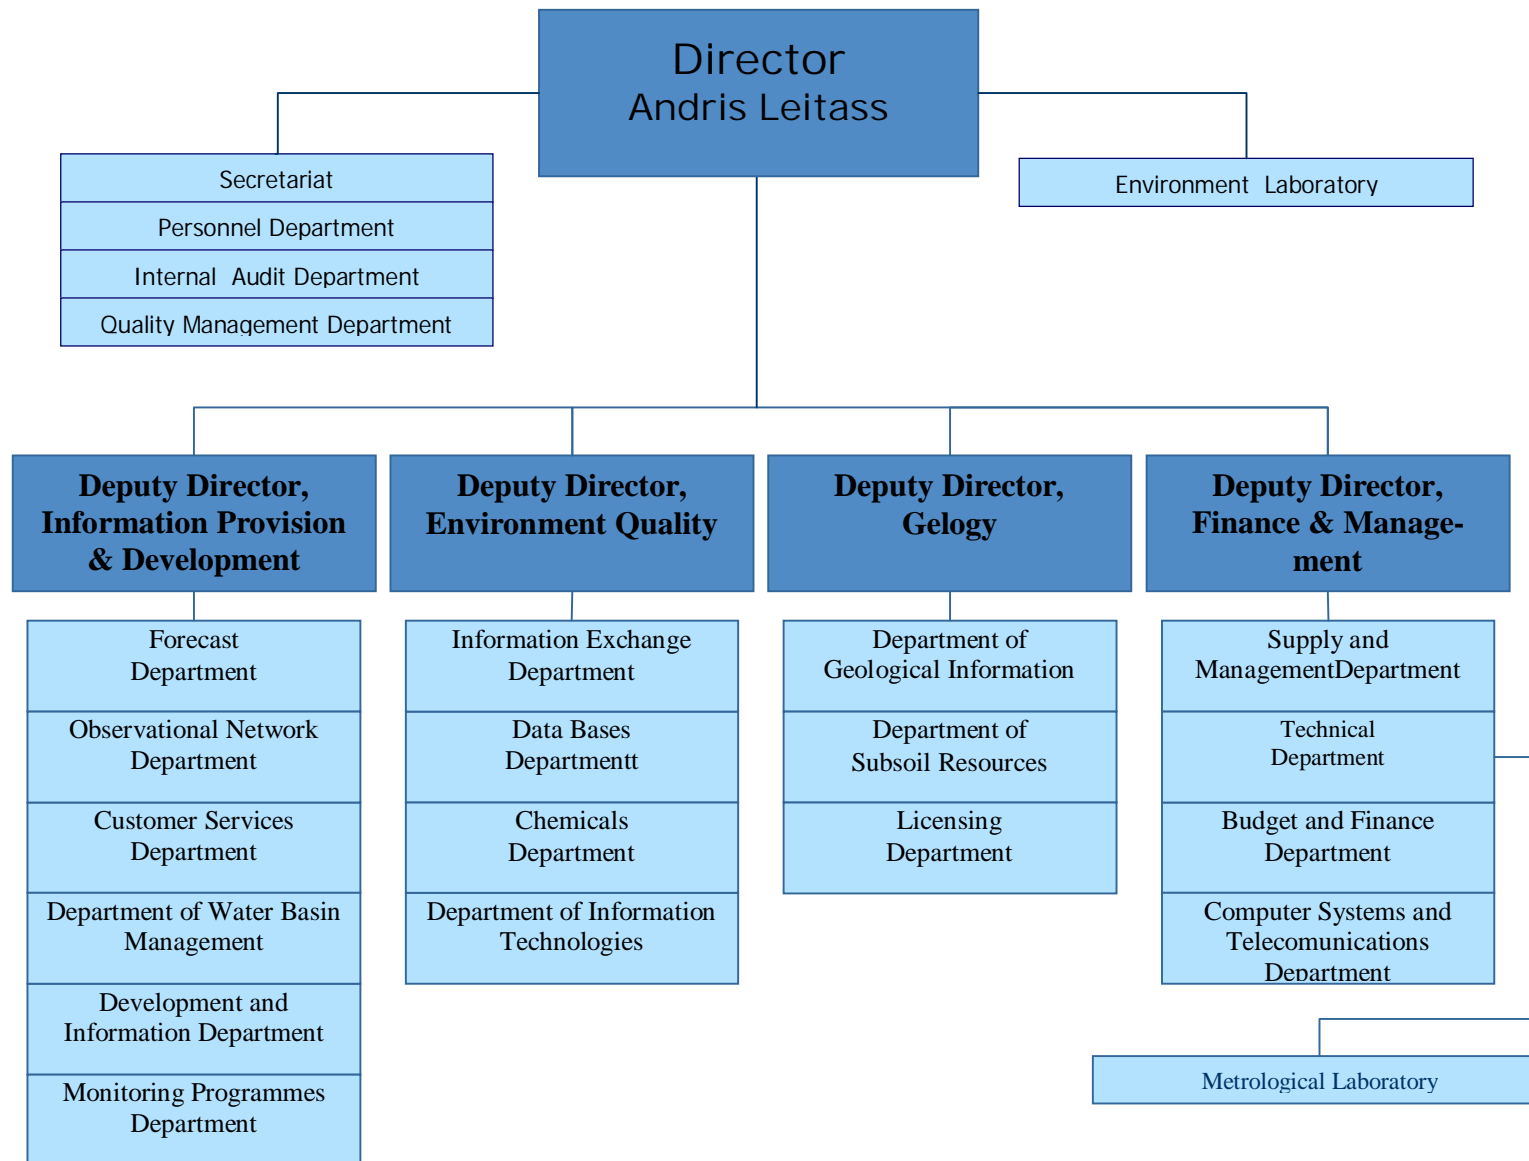 Director
Andris Leitass
Secretariat
Personnel Department
Internal Audit Department
Quality Management Department
Environment Laboratory
Deputy Director,
Information Provision
& Development
Deputy Director,
Environment Quality
Deputy Director,
Gelogy
Deputy Director,
Finance & Manage-
ment
Forecast
Department
Observational Network
Department
Customer Services
Department
Department of Water Basin
Management
Development and
Information Department
Monitoring Programmes
Department
Information Exchange
Department
Data Bases
Departmentt
Chemicals
Department
Department of Information
Technologies
Department of
Geological Information
Department of
Subsoil Resources
Licensing
Department
Supply and
ManagementDepartment
Technical
Department
Budget and Finance
Department
Computer Systems and
Telecomunications
Department
Metrological Laboratory